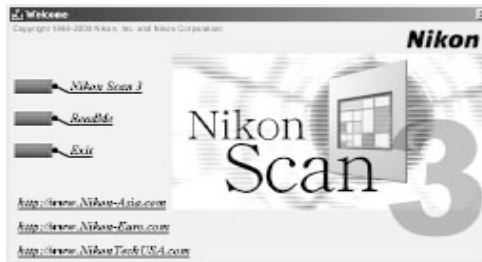 Welcome
Copyright 1996-2000 Nikon, Inc. and Nikon Corporation
Nikon
Nikon Scan 3
ReadMe
Exit
Nikon
Scan
3
http://www.Nikon-Asia.com
http://www.Nikon-Euro.com
http://www.NikonTechUSA.com